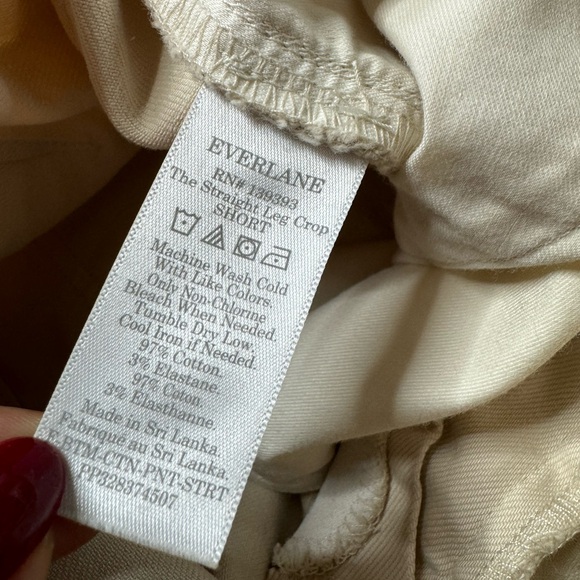 EVERLANE
RN# 139393
The Straight Leg Crop
SHORT
Machine Wash Cold
With Like Colors.
Only Non-Chlorine
Bleach When Needed.
Tumble Dry Low.
Cool Iron if Needed.
97% Cotton.
3% Elastane.
97% Coton.
3% Elasthanne.
Made in Sri Lanka.
Fabriqué au Sri Lanka.
BTM-CTN-PNT-STRT
PP328374507